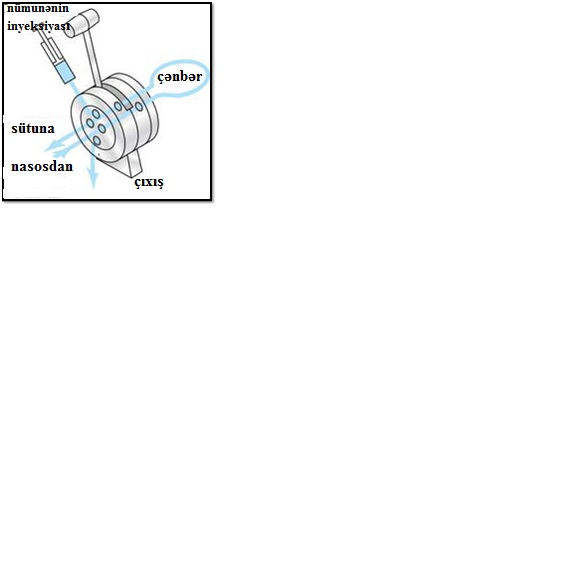 nümunənin
inyeksiyası
çənbər
sütuna
nasosdan
çıxış